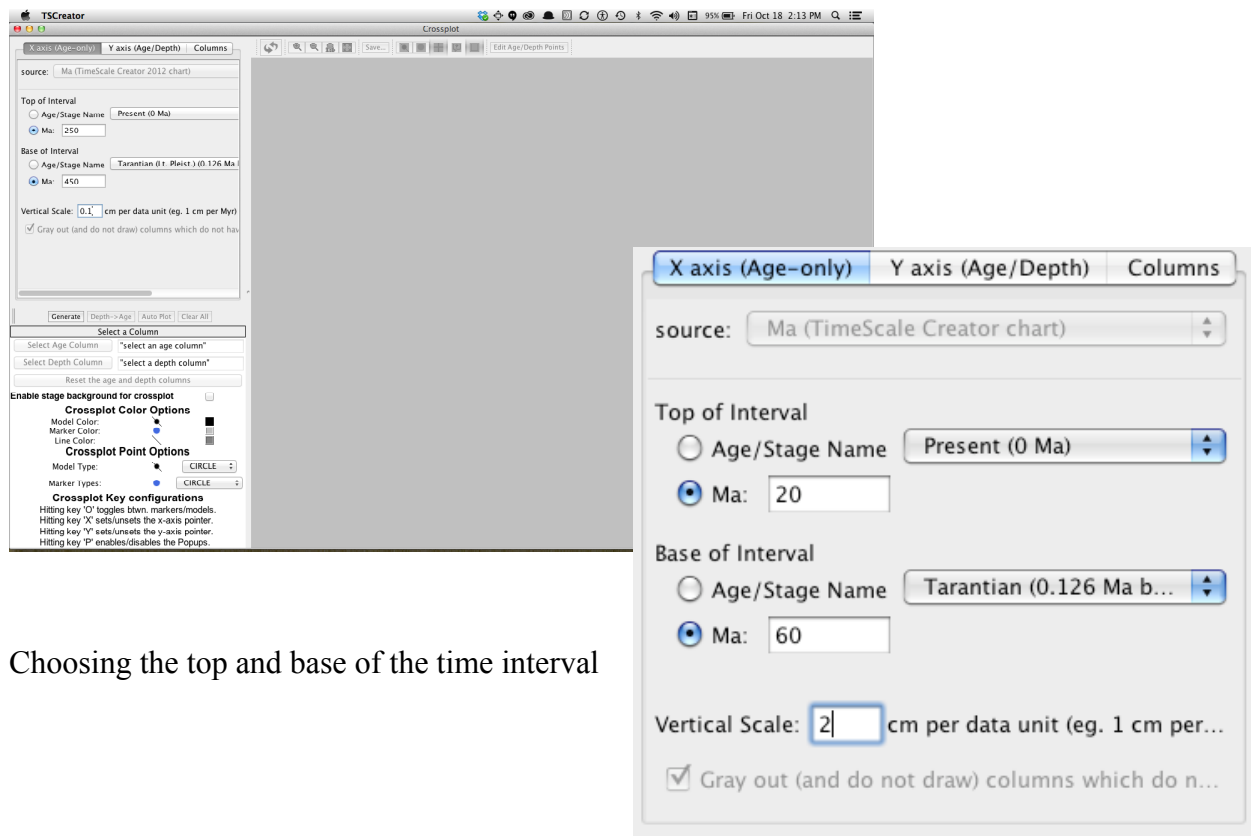 TSCreator 95% Fri Oct 18 2:13 PM
Crossplot
X axis (Age-only) Y axis (Age/Depth) Columns
Save... Edit Age/Depth Points
source: Ma (TimeScale Creator 2012 chart)
Top of Interval
Age/Stage Name Present (0 Ma)
Ma: 250
Base of Interval
Age/Stage Name Tarantian (Lt. Pleist.) (0.126 Ma
Ma: 450
Vertical Scale: 0.1 cm per data unit (eg. 1 cm per Myr)
Gray out (and do not draw) columns which do not hav
Generate Depth->Age Auto Plot Clear All
Select a Column
Select Age Column "select an age column"
Select Depth Column "select a depth column"
Reset the age and depth columns
Enable stage background for crossplot
Crossplot Color Options
Model Color:
Marker Color:
Line Color:
Crossplot Point Options
Model Type: CIRCLE
Marker Types: CIRCLE
Crossplot Key configurations
Hitting key 'O' toggles btwn. markers/models.
Hitting key 'X' sets/unsets the x-axis pointer.
Hitting key 'Y' sets/unsets the y-axis pointer.
Hitting key 'P' enables/disables the Popups.
X axis (Age-only) Y axis (Age/Depth) Columns
source: Ma (TimeScale Creator chart)
Top of Interval
Age/Stage Name Present (0 Ma)
Ma: 20
Base of Interval
Age/Stage Name Tarantian (0.126 Ma b...
Ma: 60
Vertical Scale: 2 cm per data unit (eg. 1 cm per...
Gray out (and do not draw) columns which do n...
Choosing the top and base of the time interval